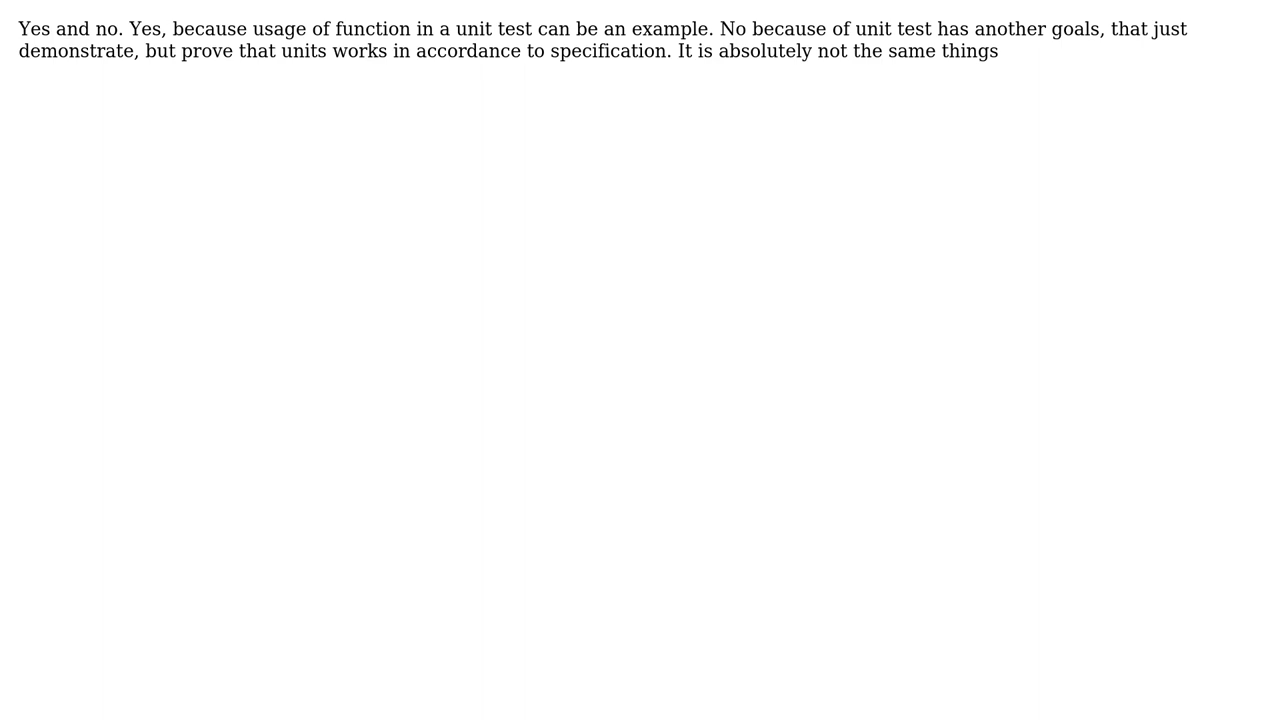 Yes and no. Yes, because usage of function in a unit test can be an example. No because of unit test has another goals, that just
demonstrate, but prove that units works in accordance to specification. It is absolutely not the same things